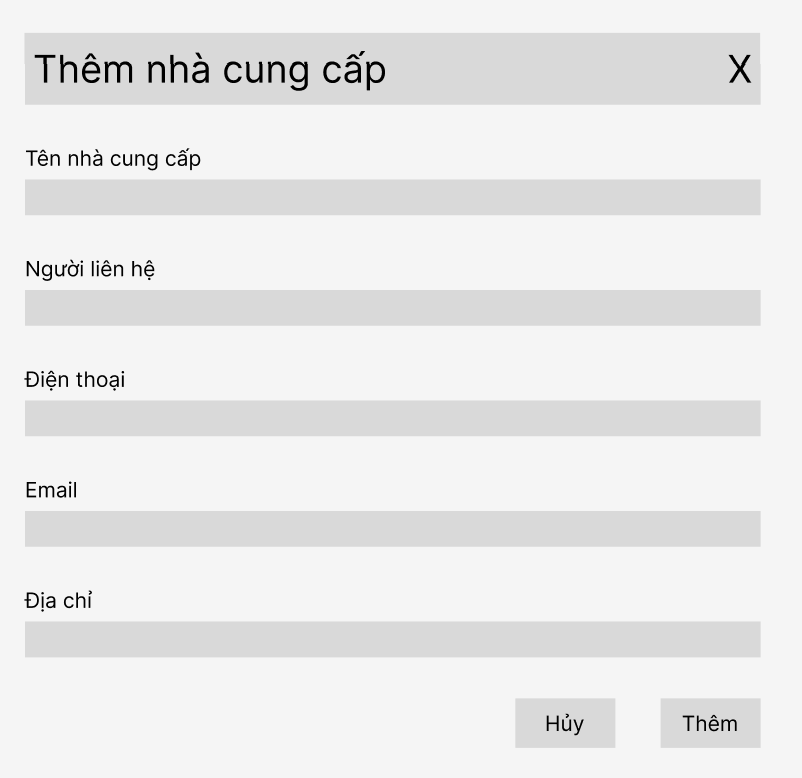 Thêm nhà cung cấp X
Tên nhà cung cấp
Người liên hệ
Điện thoại
Email
Địa chỉ
Hủy Thêm